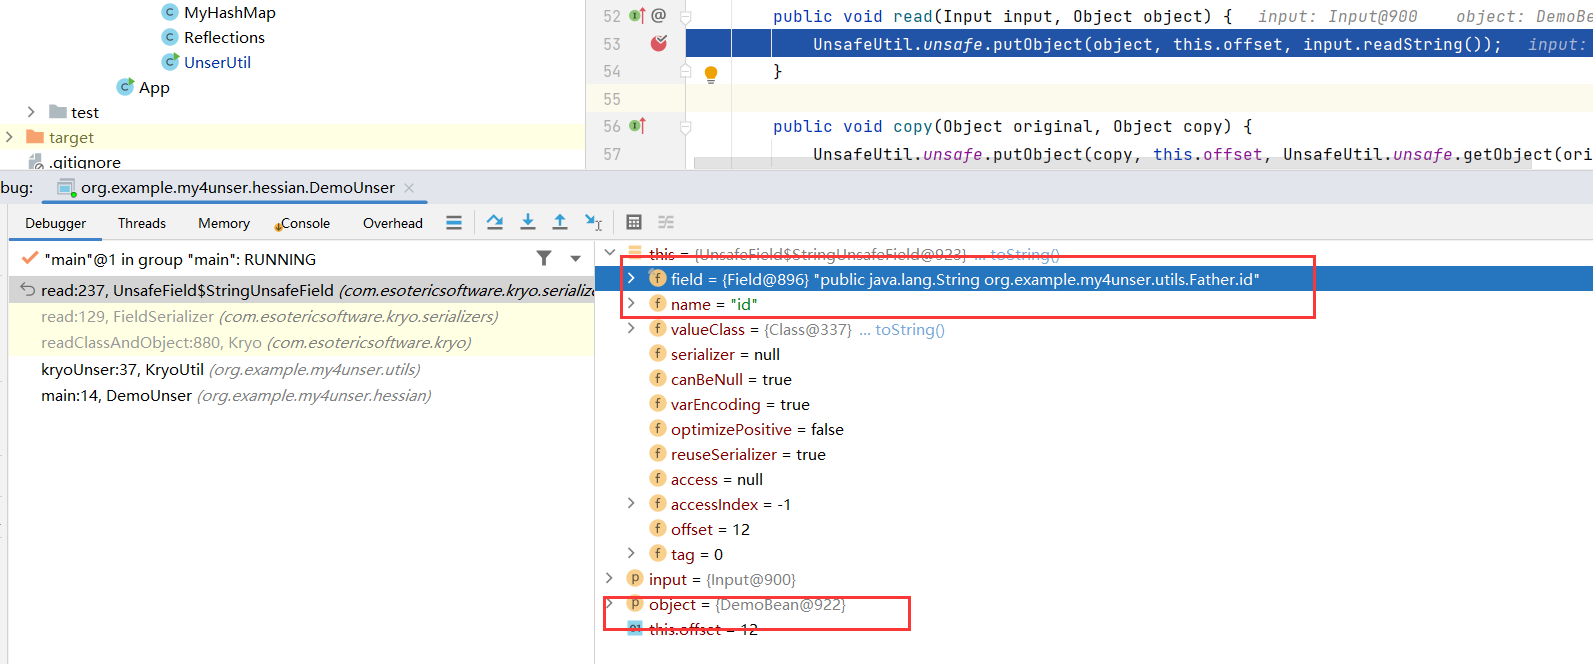 MyHashMap
Reflections
UnserUtil
App
test
target
.gitignore
52 @ public void read(Input input, Object object) { input: Input@900 object: DemoBe
53 UnsafeUtil.unsafe.putObject(object, this.offset, input.readString()); input:
54 }
55
56 public void copy(Object original, Object copy) {
57 UnsafeUtil.unsafe.putObject(copy, this.offset, UnsafeUtil.unsafe.getObject(ori
bug: org.example.my4unser.hessian.DemoUnser
Debugger Threads Memory Console Overhead
"main"@1 in group "main": RUNNING
read:237, UnsafeField$StringUnsafeField (com.esotericsoftware.kryo.serialize
read:129, FieldSerializer (com.esotericsoftware.kryo.serializers)
readClassAndObject:880, Kryo (com.esotericsoftware.kryo)
kryoUnser:37, KryoUtil (org.example.my4unser.utils)
main:14, DemoUnser (org.example.my4unser.hessian)
this = {UnsafeField$StringUnsafeField@923} ... toString()
field = {Field@896} "public java.lang.String org.example.my4unser.utils.Father.id"
name = "id"
valueClass = {Class@337} ... toString()
serializer = null
canBeNull = true
varEncoding = true
optimizePositive = false
reuseSerializer = true
access = null
accessIndex = -1
offset = 12
tag = 0
input = {Input@900}
object = {DemoBean@922}
this.offset = 12